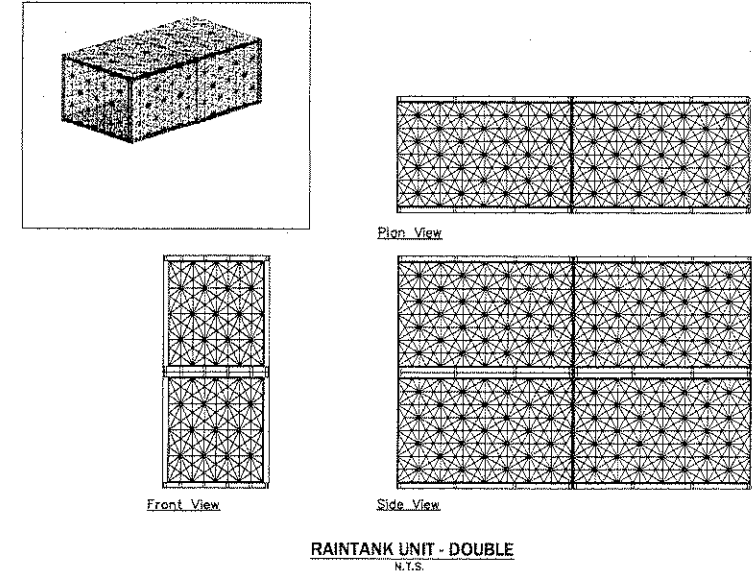 Plan View
Front View
Side View
RAINTANK UNIT - DOUBLE
N.T.S.